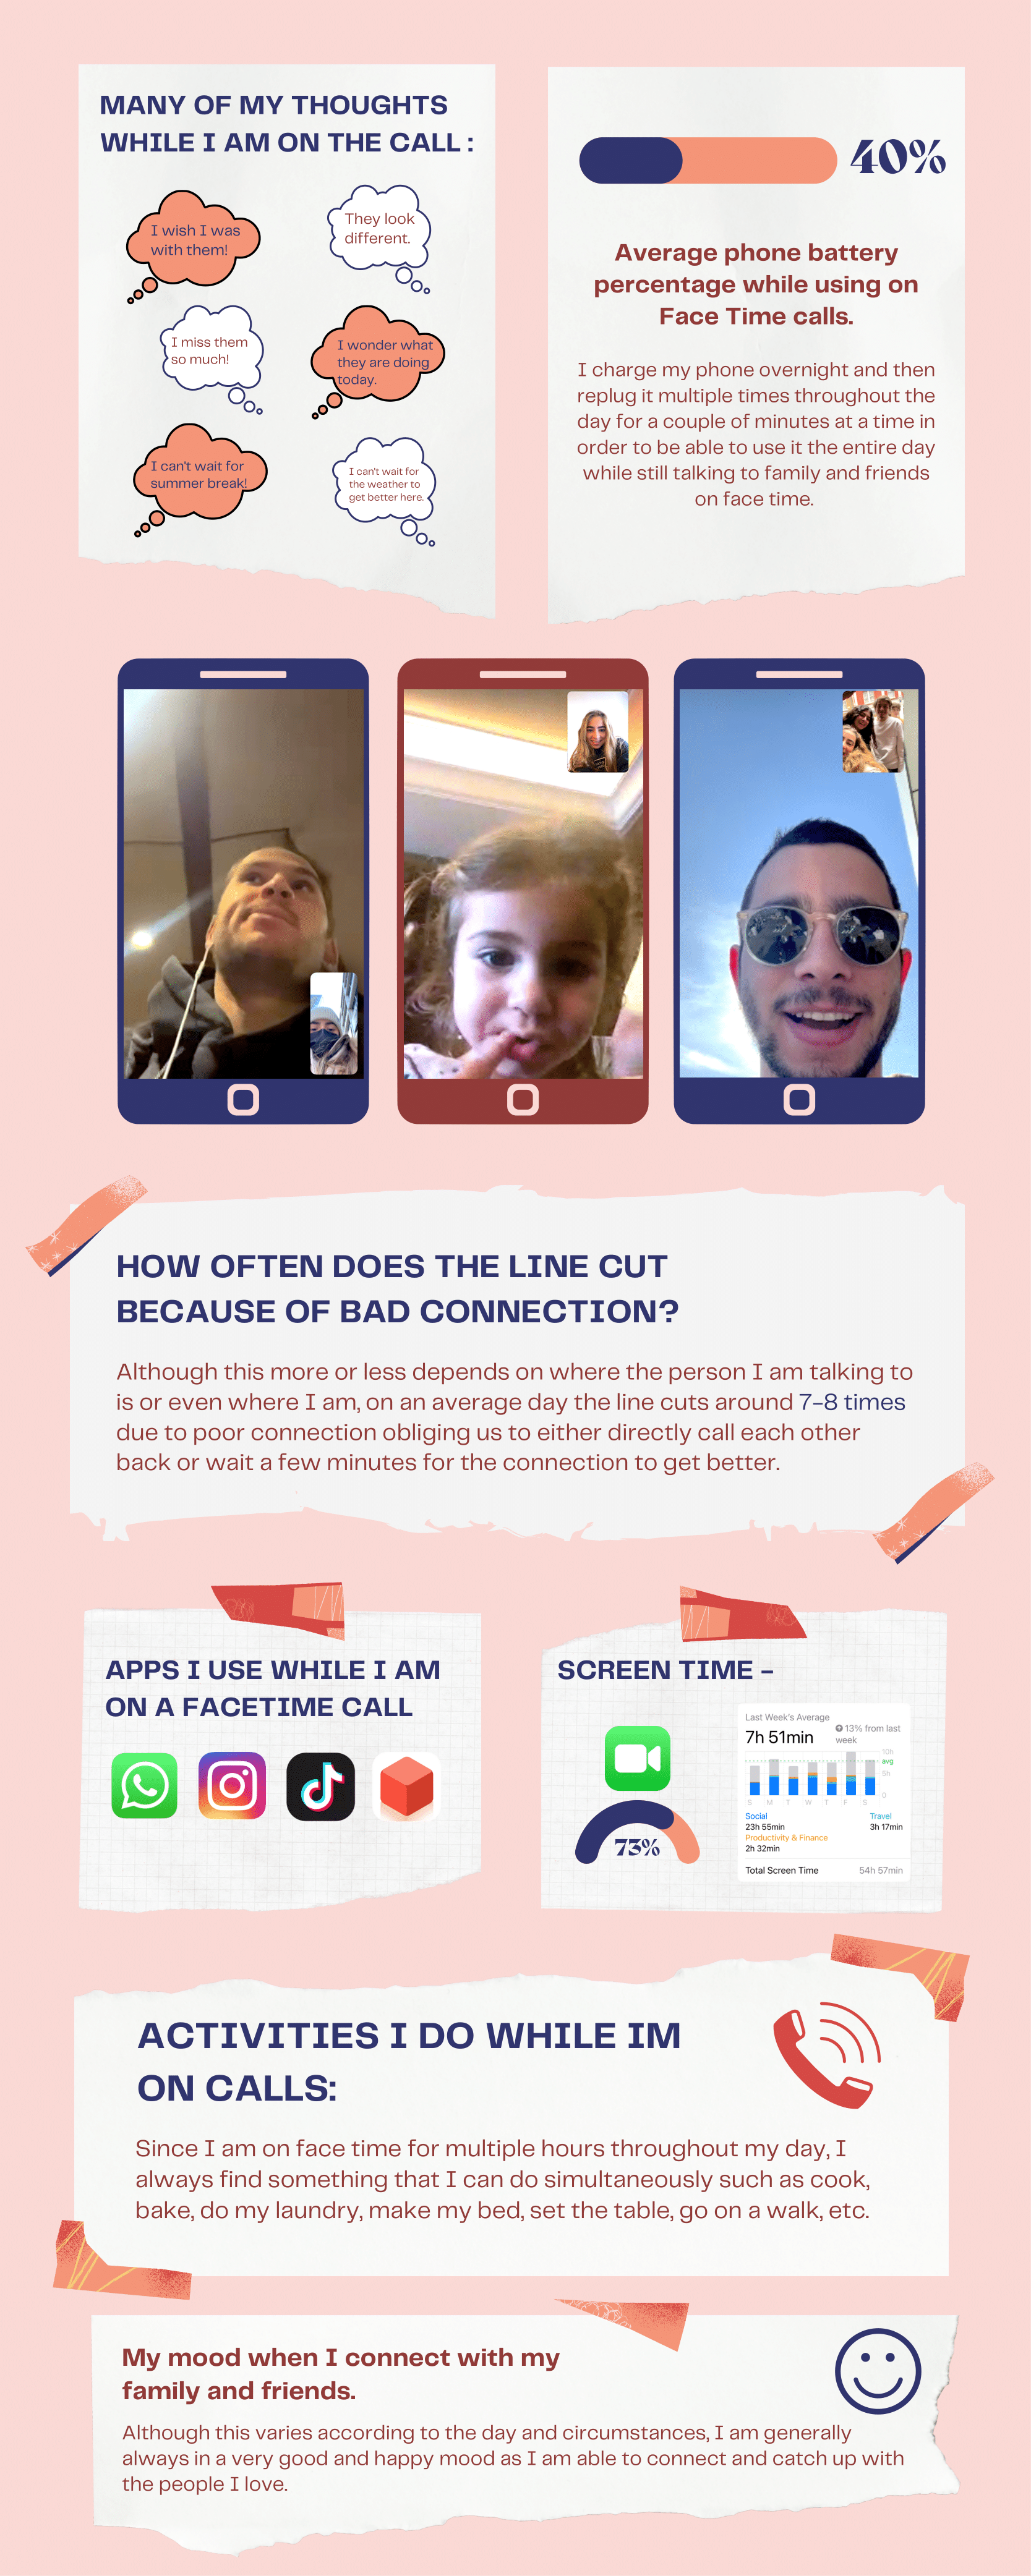 MANY OF MY THOUGHTS
WHILE I AM ON THE CALL :
I wish I was
with them!
They look
different.
I miss them
so much!
I wonder what
they are doing
today.
I can't wait for
summer break!
I can't wait for
the weather to
get better here.
40%
Average phone battery
percentage while using on
Face Time calls.
I charge my phone overnight and then
replug it multiple times throughout the
day for a couple of minutes at a time in
order to be able to use it the entire day
while still talking to family and friends
on face time.
HOW OFTEN DOES THE LINE CUT
BECAUSE OF BAD CONNECTION?
Although this more or less depends on where the person I am talking to
is or even where I am, on an average day the line cuts around 7-8 times
due to poor connection obliging us to either directly call each other
back or wait a few minutes for the connection to get better.
APPS I USE WHILE I AM
ON A FACETIME CALL
SCREEN TIME -
73%
Last Week's Average
7h 51min
13% from last
week
10h
avg
5h
0
S M T W T F S
Social
23h 55min
Travel
3h 17min
Productivity & Finance
2h 32min
Total Screen Time 54h 57min
ACTIVITIES I DO WHILE IM
ON CALLS:
Since I am on face time for multiple hours throughout my day, I
always find something that I can do simultaneously such as cook,
bake, do my laundry, make my bed, set the table, go on a walk, etc.
My mood when I connect with my
family and friends.
Although this varies according to the day and circumstances, I am generally
always in a very good and happy mood as I am able to connect and catch up with
the people I love.